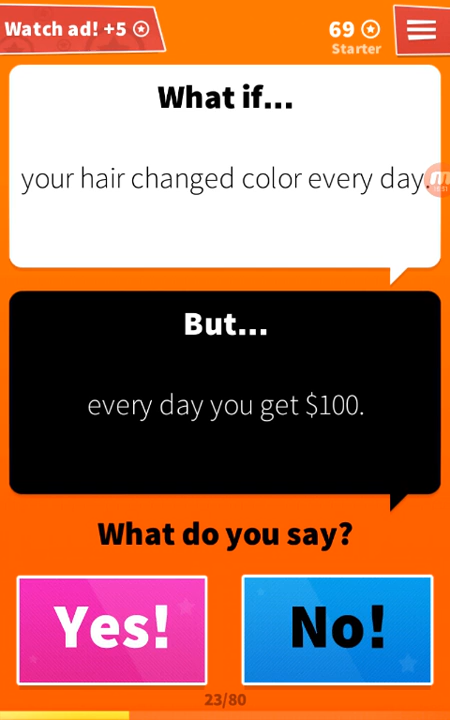 Watch ad! +5
69
Starter
What if...
your hair changed color every day.
But...
every day you get $100.
What do you say?
Yes!
No!
23/80